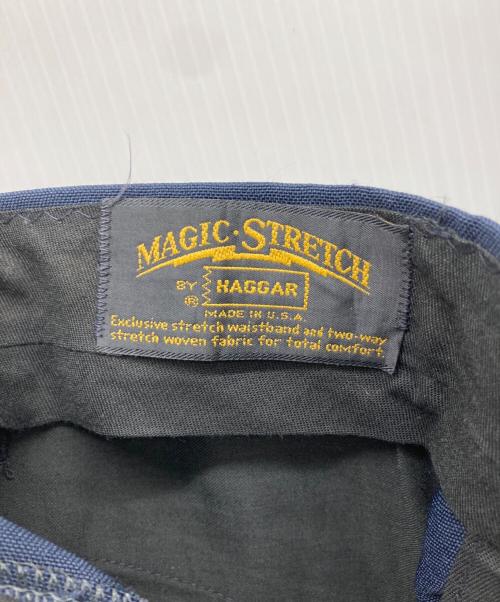 MAGIC·STRETCH
BY HAGGAR
®
MADE IN U.S.A.
Exclusive stretch waistband and two-way
stretch woven fabric for total comfort.